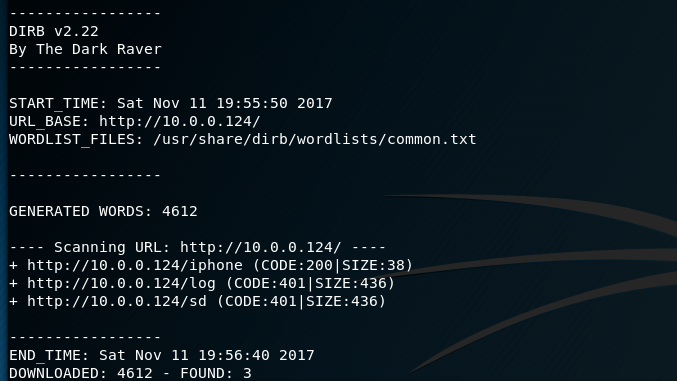 -----------------
DIRB v2.22
By The Dark Raver
-----------------
START_TIME: Sat Nov 11 19:55:50 2017
URL_BASE: http://10.0.0.124/
WORDLIST_FILES: /usr/share/dirb/wordlists/common.txt
-----------------
GENERATED WORDS: 4612
---- Scanning URL: http://10.0.0.124/ ----
+ http://10.0.0.124/iphone (CODE:200|SIZE:38)
+ http://10.0.0.124/log (CODE:401|SIZE:436)
+ http://10.0.0.124/sd (CODE:401|SIZE:436)
-----------------
END_TIME: Sat Nov 11 19:56:40 2017
DOWNLOADED: 4612 - FOUND: 3